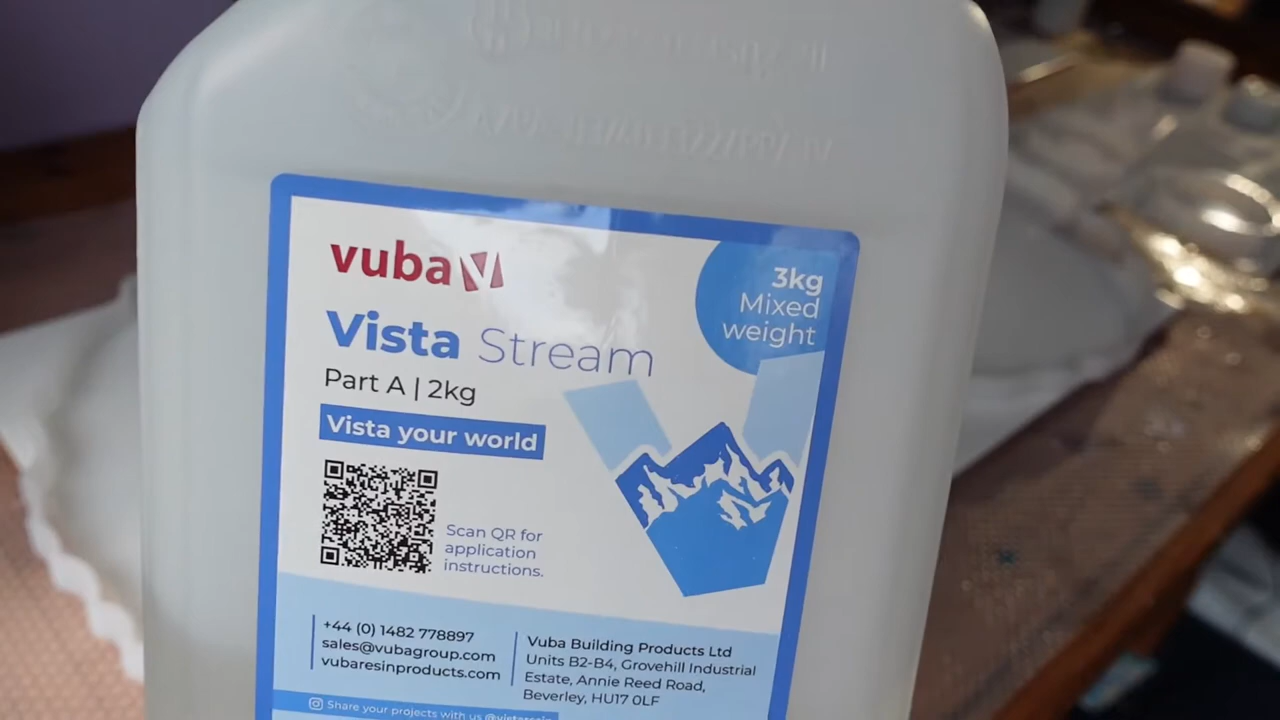 vuba
3kg
Mixed
weight
Vista Stream
Part A | 2kg
Vista your world
Scan QR for
application
instructions.
+44 (0) 1482 778897
sales@vubagroup.com
vubaresinproducts.com
Vuba Building Products Ltd
Units B2-B4, Grovehill Industrial
Estate, Annie Reed Road,
Beverley, HU17 0LF
Share your projects with us